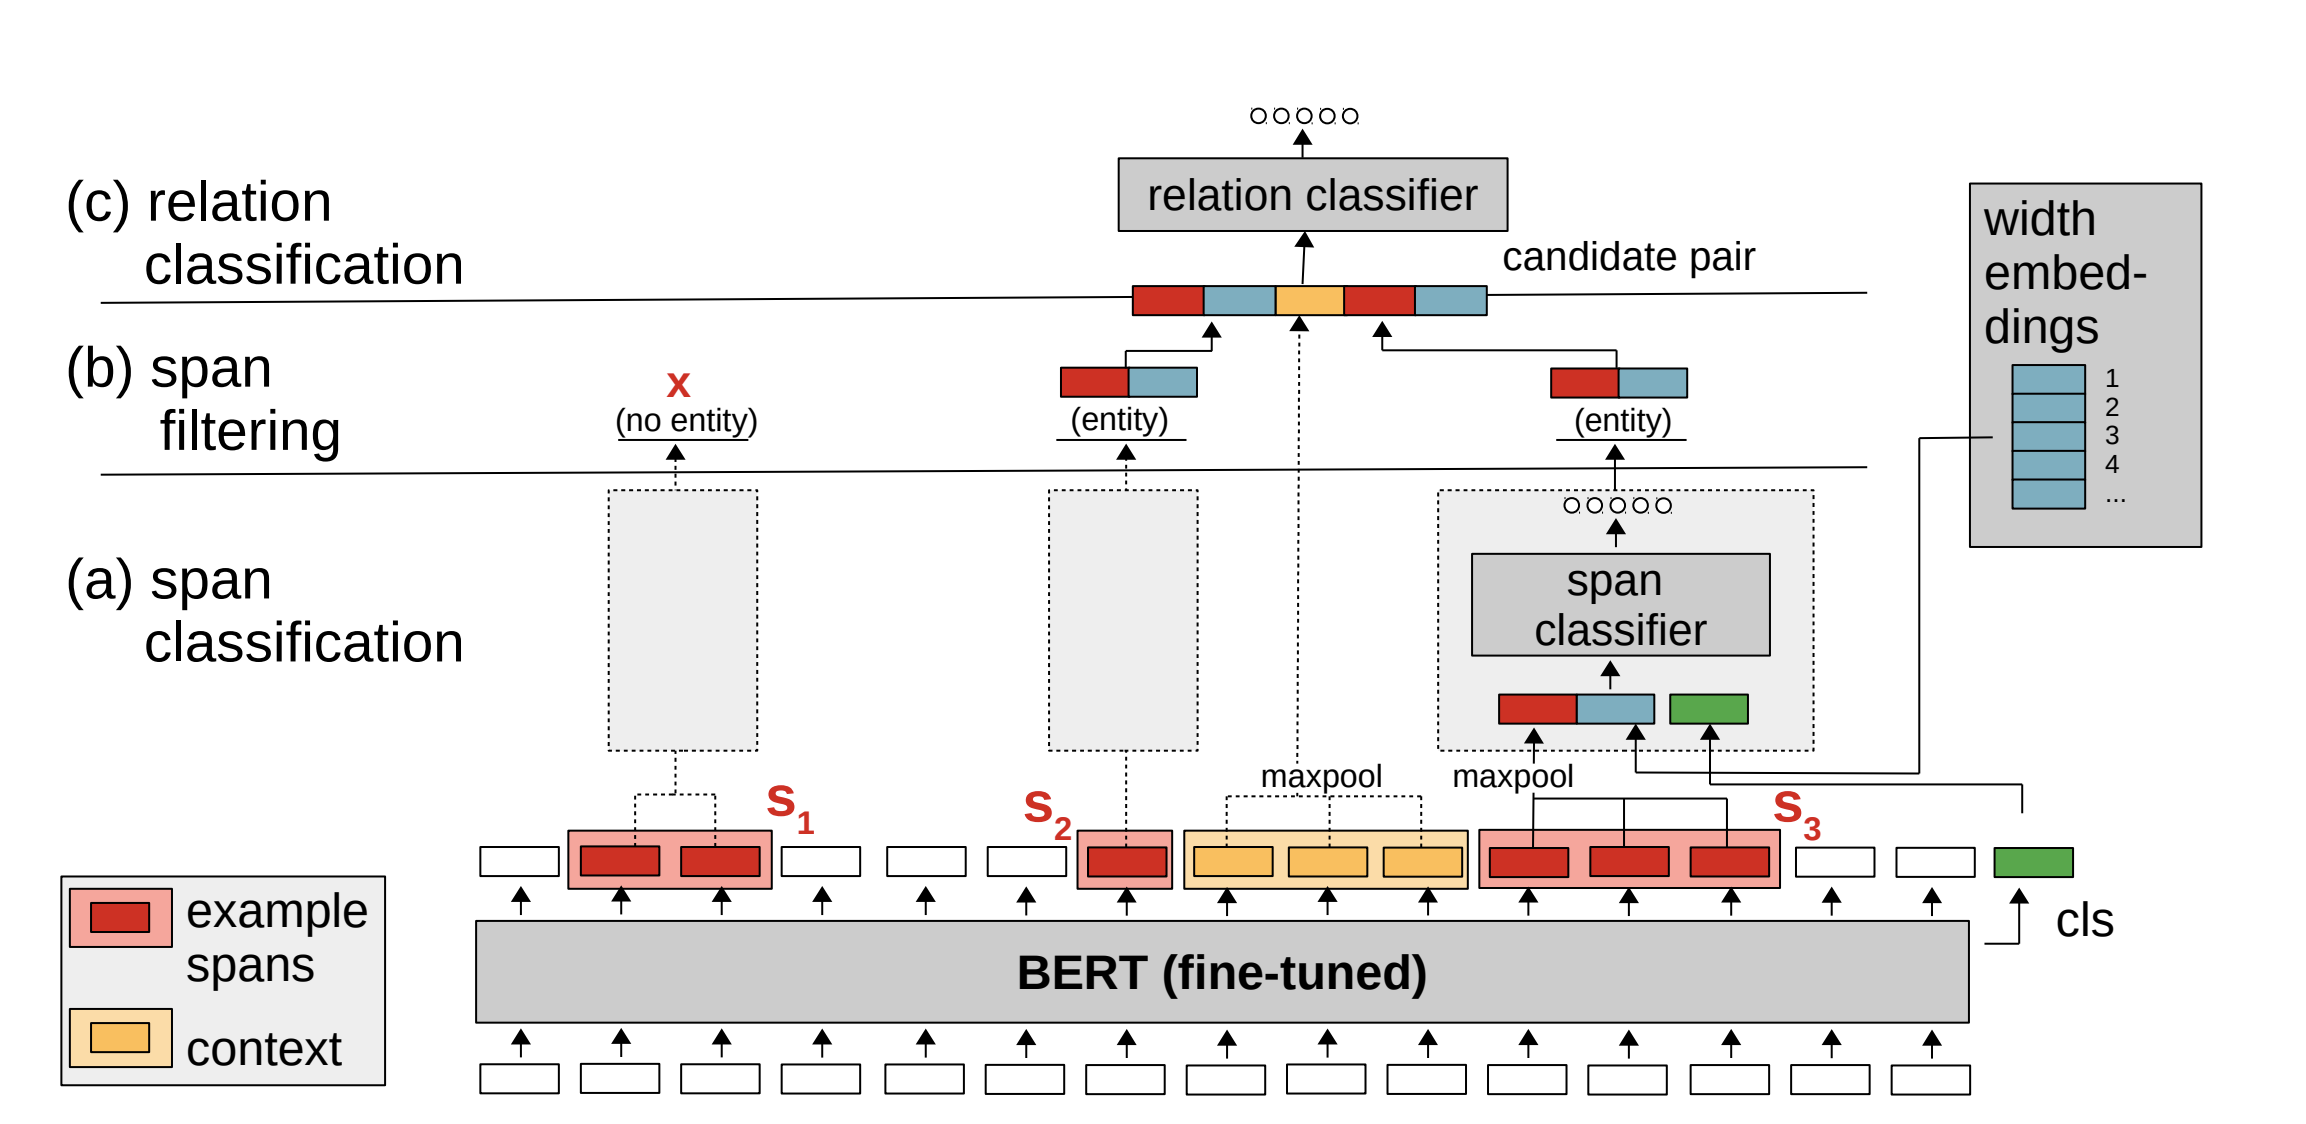 (c) relation
classification
relation classifier
candidate pair
width
embed-
dings
1
2
3
4
...
(b) span
filtering
x
(no entity)
(entity)
(entity)
(a) span
classification
span
classifier
maxpool
maxpool
s1
s2
s3
example
spans
context
cls
BERT (fine-tuned)